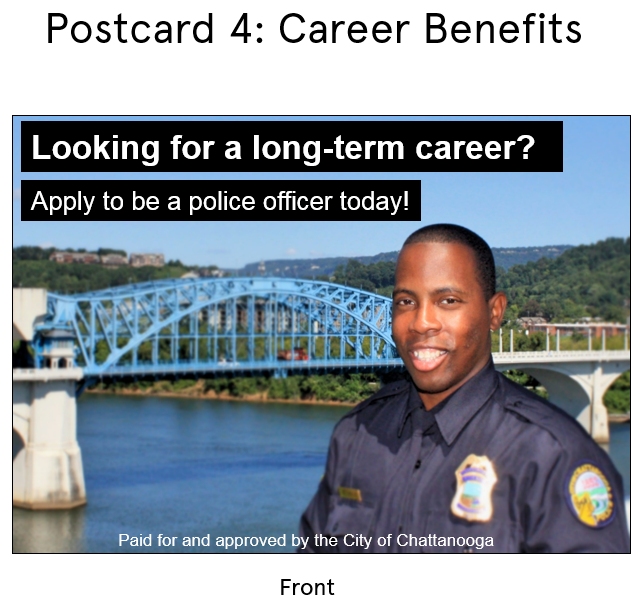 Postcard 4: Career Benefits
Looking for a long-term career?
Apply to be a police officer today!
Paid for and approved by the City of Chattanooga
Front